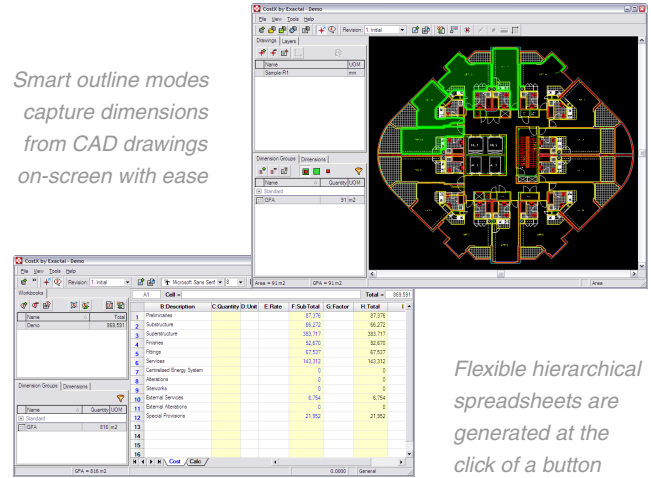 CostX by Exactal - Demo
File View Tools Help
Revision: 1. Initial
Drawings Layers
Name UOM
Sample R1 mm
Dimension Groups Dimensions
Name Quantity UOM
Standard
GFA 91 m2
Area = 91 m2 GFA = 91 m2 Area
Smart outline modes
capture dimensions
from CAD drawings
on-screen with ease
CostX by Exactal - Demo
File View Tools Help
Revision: 1. Initial Microsoft Sans Serif 8
Workbooks
Name Total
Demo 869,591
Dimension Groups Dimensions
Name Quantity UOM
Standard
GFA 816 m2
A1 Cell = Total = 869,591
B:Description C:Quantity D:Unit E:Rate F:SubTotal G:Factor H:Total I
1 Preliminaries 87,376 87,376
2 Substructure 66,272 66,272
3 Superstructure 383,717 383,717
4 Finishes 92,670 92,670
5 Fittings 67,537 67,537
6 Services 143,312 143,312
7 Centralised Energy System 0 0
8 Alterations 0 0
9 Siteworks 0 0
10 External Services 6,754 6,754
11 External Alterations 0 0
12 Special Provisions 21,952 21,952
13
14
15
16
Cost Calc
GFA = 816 m2 0.0000 General
Flexible hierarchical
spreadsheets are
generated at the
click of a button